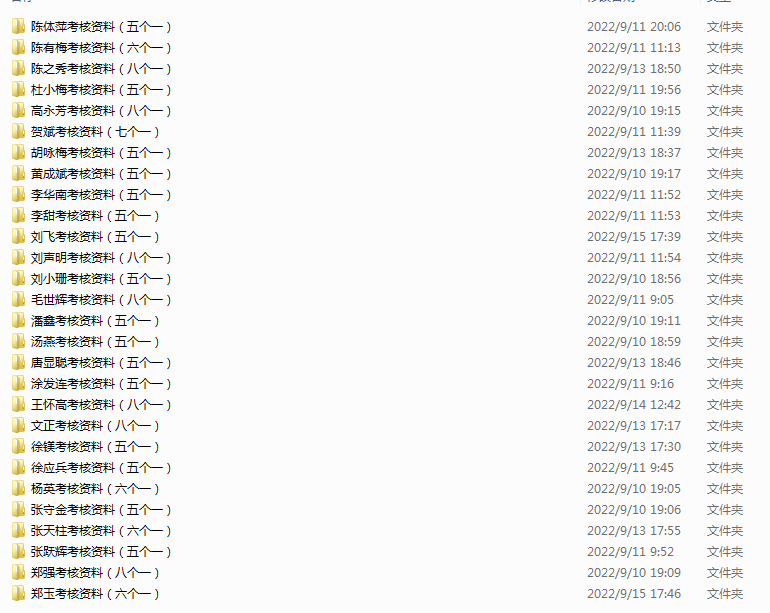 陈体萍考核资料（五个一） 2022/9/11 20:06 文件夹
陈有梅考核资料（六个一） 2022/9/11 11:13 文件夹
陈之秀考核资料（八个一） 2022/9/13 18:50 文件夹
杜小梅考核资料（五个一） 2022/9/11 19:56 文件夹
高永芳考核资料（八个一） 2022/9/10 19:15 文件夹
贺斌考核资料（七个一） 2022/9/11 11:39 文件夹
胡咏梅考核资料（五个一） 2022/9/13 18:37 文件夹
黄成斌考核资料（五个一） 2022/9/10 19:17 文件夹
李华南考核资料（五个一） 2022/9/11 11:52 文件夹
李甜考核资料（五个一） 2022/9/11 11:53 文件夹
刘飞考核资料（五个一） 2022/9/15 17:39 文件夹
刘声明考核资料（八个一） 2022/9/11 11:54 文件夹
刘小珊考核资料（五个一） 2022/9/10 18:56 文件夹
毛世辉考核资料（八个一） 2022/9/11 9:05 文件夹
潘鑫考核资料（五个一） 2022/9/10 19:11 文件夹
汤燕考核资料（五个一） 2022/9/10 18:59 文件夹
唐显聪考核资料（五个一） 2022/9/13 18:46 文件夹
涂发连考核资料（五个一） 2022/9/11 9:16 文件夹
王怀高考核资料（八个一） 2022/9/14 12:42 文件夹
文正考核资料（八个一） 2022/9/13 17:17 文件夹
徐镁考核资料（五个一） 2022/9/13 17:30 文件夹
徐应兵考核资料（五个一） 2022/9/11 9:45 文件夹
杨英考核资料（六个一） 2022/9/10 19:05 文件夹
张守金考核资料（五个一） 2022/9/10 19:06 文件夹
张天柱考核资料（六个一） 2022/9/13 17:55 文件夹
张跃辉考核资料（五个一） 2022/9/11 9:52 文件夹
郑强考核资料（八个一） 2022/9/10 19:09 文件夹
郑玉考核资料（六个一） 2022/9/15 17:46 文件夹